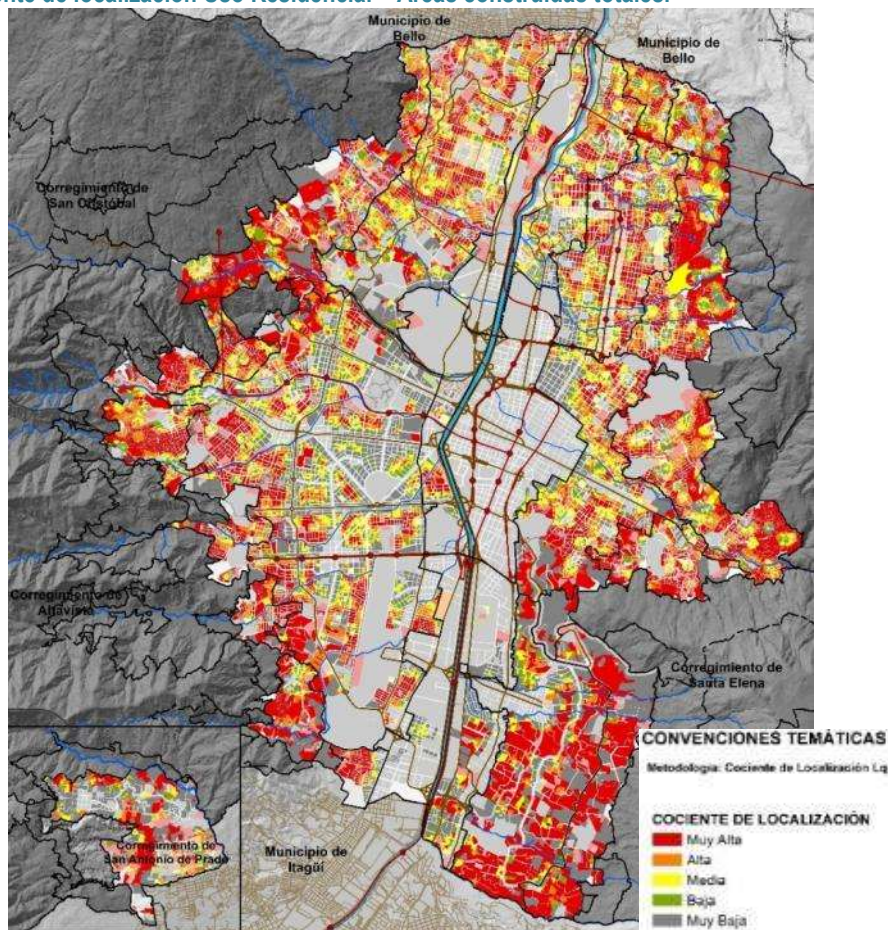 nte de localización Uso Residencial – Áreas construidas totales.
Municipio de
Bello
Municipio de
Bello
Corregimiento de
San Cristóbal
Corregimiento de
Altavista
Corregimiento de
Santa Elena
Corregimiento de
San Antonio de Prado
Municipio de
Itagüí
CONVENCIONES TEMÁTICAS
Metodología: Cociente de Localización Lq
COCIENTE DE LOCALIZACIÓN
Muy Alta
Alta
Media
Baja
Muy Baja